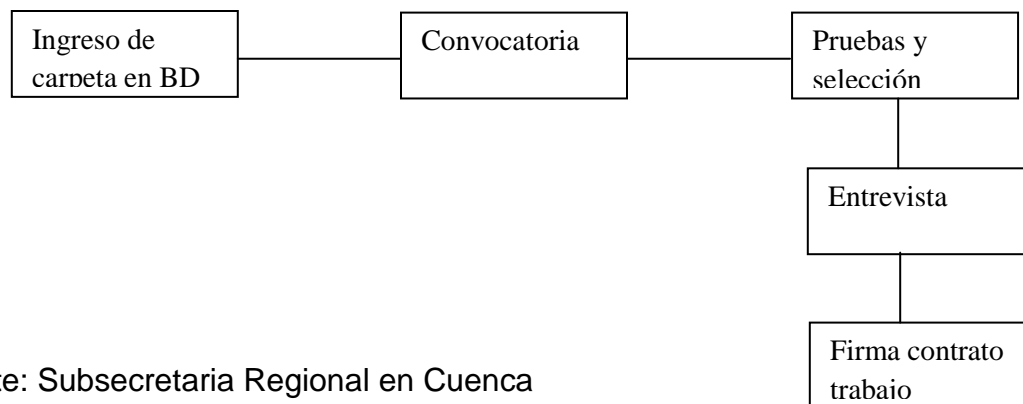 Ingreso de
carpeta en BD
Convocatoria
Pruebas y
selección
Entrevista
Firma contrato
trabajo
te: Subsecretaria Regional en Cuenca